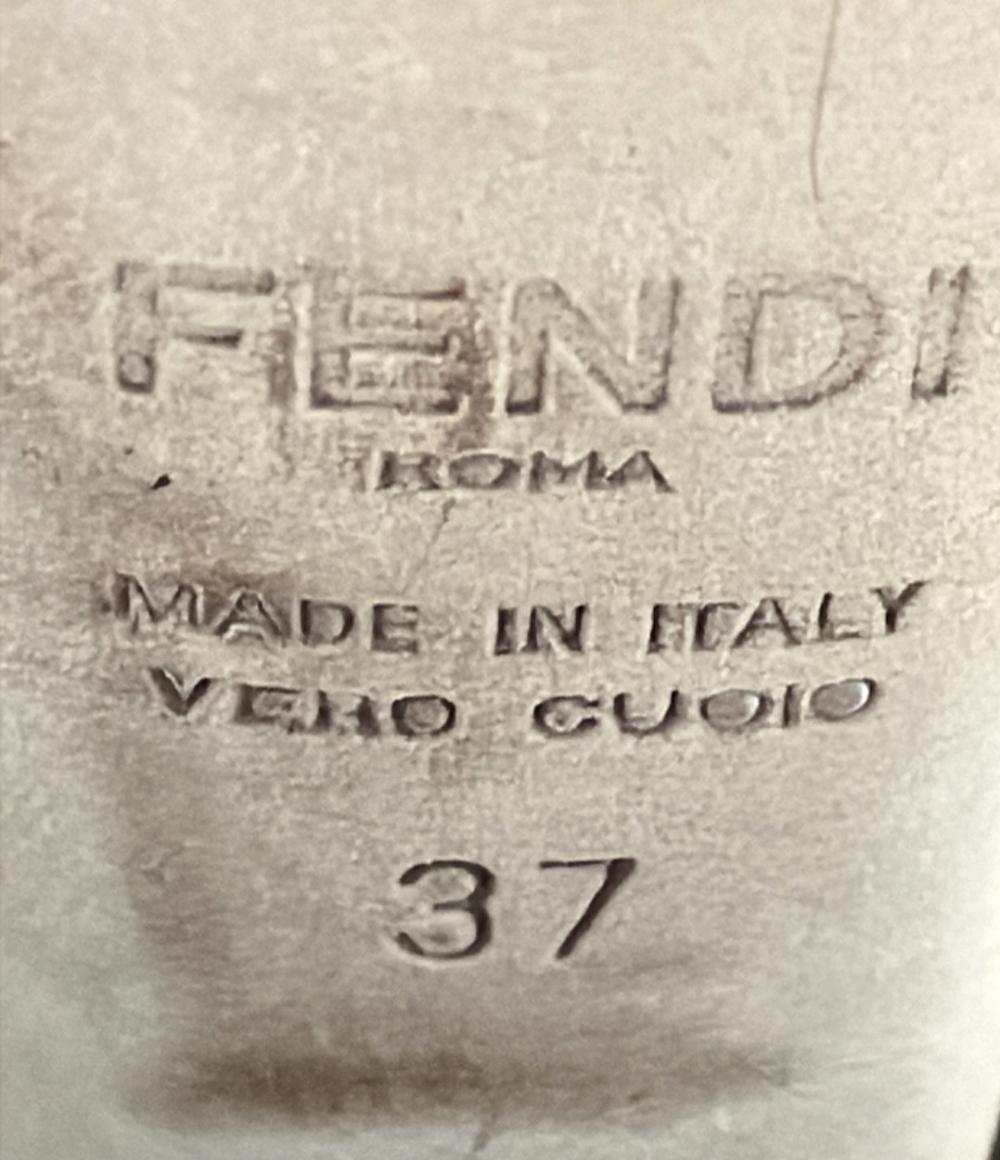 FENDI
ROMA
MADE IN ITALY
VERO CUOIO
37